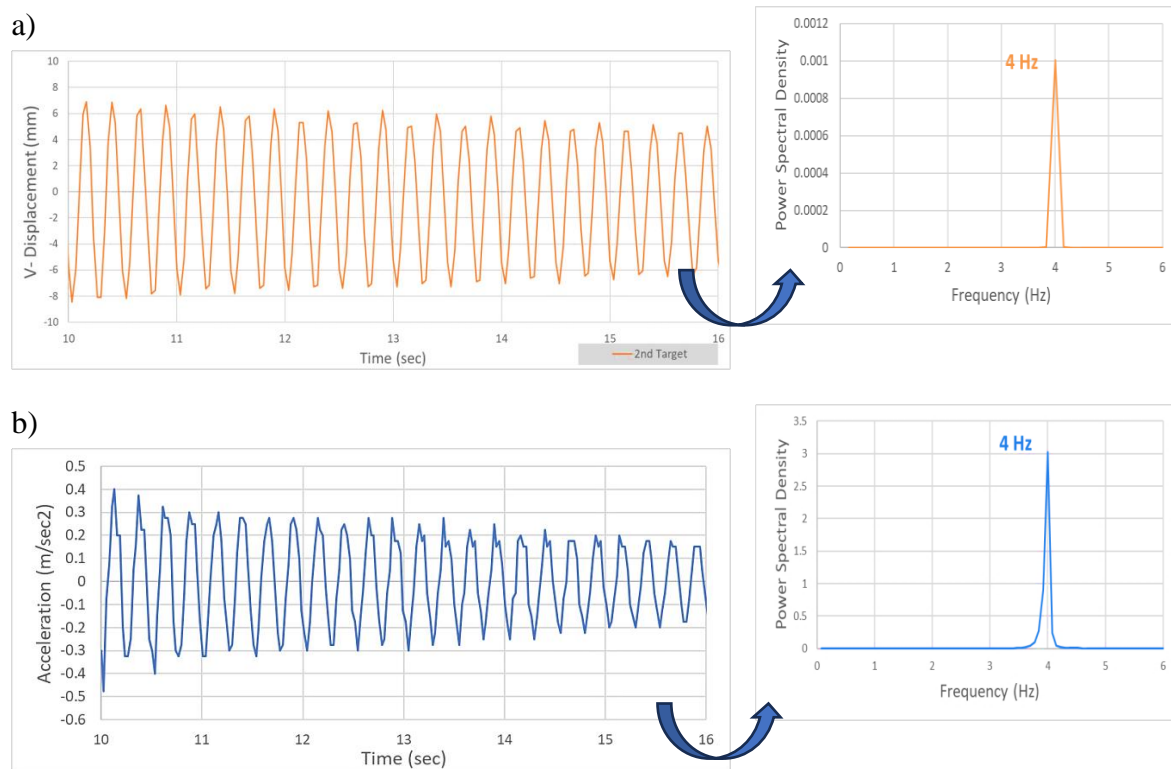 a)
V- Displacement (mm)
10
8
6
4
2
0
-2
-4
-6
-8
-10
10 11 12 13 14 15 16
Time (sec)
2nd Target
Power Spectral Density
0.0012
0.001
0.0008
0.0006
0.0004
0.0002
0
4 Hz
0 1 2 3 4 5 6
Frequency (Hz)
b)
Acceleration (m/sec2)
0.5
0.4
0.3
0.2
0.1
0
-0.1
-0.2
-0.3
-0.4
-0.5
-0.6
10 11 12 13 14 15 16
Time (sec)
Power Spectral Density
3.5
3
2.5
2
1.5
1
0.5
0
4 Hz
0 1 2 3 4 5 6
Frequency (Hz)